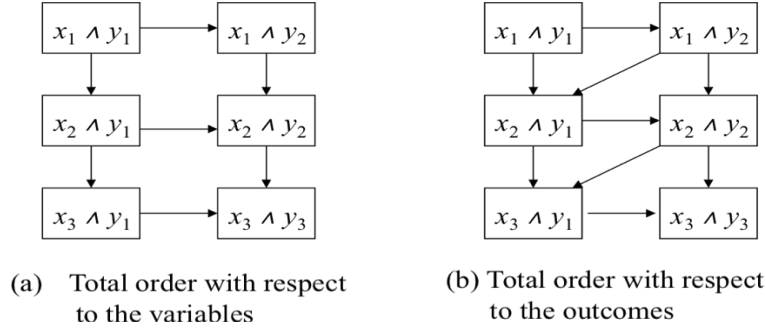 x₁ ∧ y₁ x₁ ∧ y₂ x₁ ∧ y₁ x₁ ∧ y₂
x₂ ∧ y₁ x₂ ∧ y₂ x₂ ∧ y₁ x₂ ∧ y₂
x₃ ∧ y₁ x₃ ∧ y₃ x₃ ∧ y₁ x₃ ∧ y₃
(a) Total order with respect
to the variables
(b) Total order with respect
to the outcomes